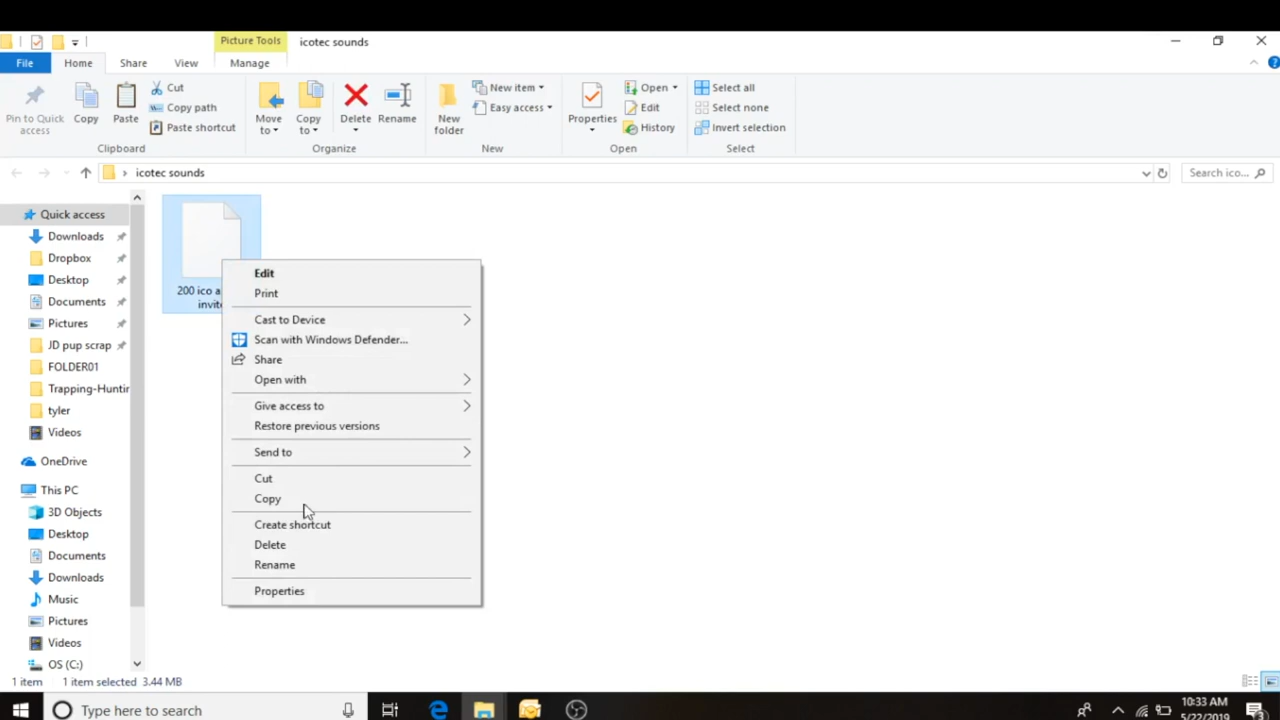 Picture Tools
icotec sounds
File
Home
Share
View
Manage
Pin to Quick access
Copy
Paste
Cut
Copy path
Paste shortcut
Clipboard
Move to
Copy to
Delete
Rename
Organize
New folder
New item
Easy access
New
Properties
Open
Edit
History
Open
Select all
Select none
Invert selection
Select
icotec sounds
Search ico...
Quick access
Downloads
Dropbox
Desktop
Documents
Pictures
JD pup scrap
FOLDER01
Trapping-Huntin
tyler
Videos
OneDrive
This PC
3D Objects
Desktop
Documents
Downloads
Music
Pictures
Videos
OS (C:)
200 ico a
invit
Edit
Print
Cast to Device
Scan with Windows Defender...
Share
Open with
Give access to
Restore previous versions
Send to
Cut
Copy
Create shortcut
Delete
Rename
Properties
1 item
1 item selected 3.44 MB
Type here to search
10:33 AM
5/22/2019